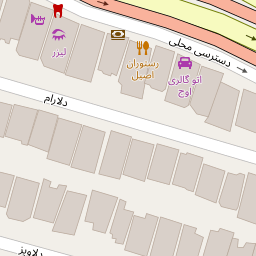 لیزر
رستوران
اصیل
اتو گالری
اوج
دسترسی محلی
دلارام
دلاویز